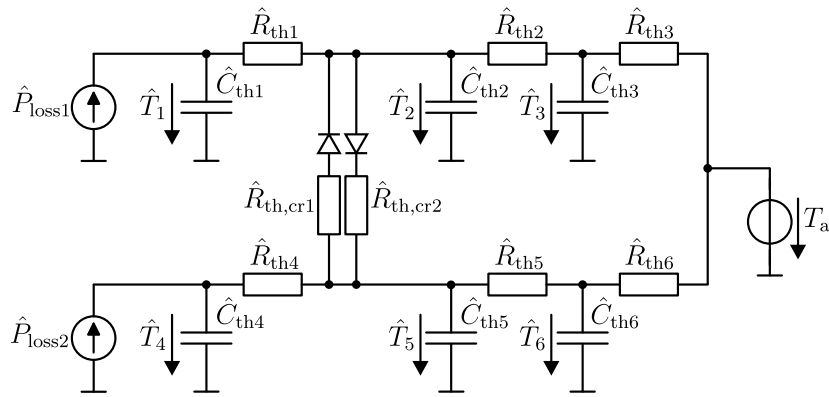 R̂th1 R̂th2 R̂th3
P̂loss1 T̂1 Ĉth1 T̂2 Ĉth2 T̂3 Ĉth3
R̂th,cr1 R̂th,cr2
Ta
R̂th4 R̂th5 R̂th6
P̂loss2 T̂4 Ĉth4 T̂5 Ĉth5 T̂6 Ĉth6